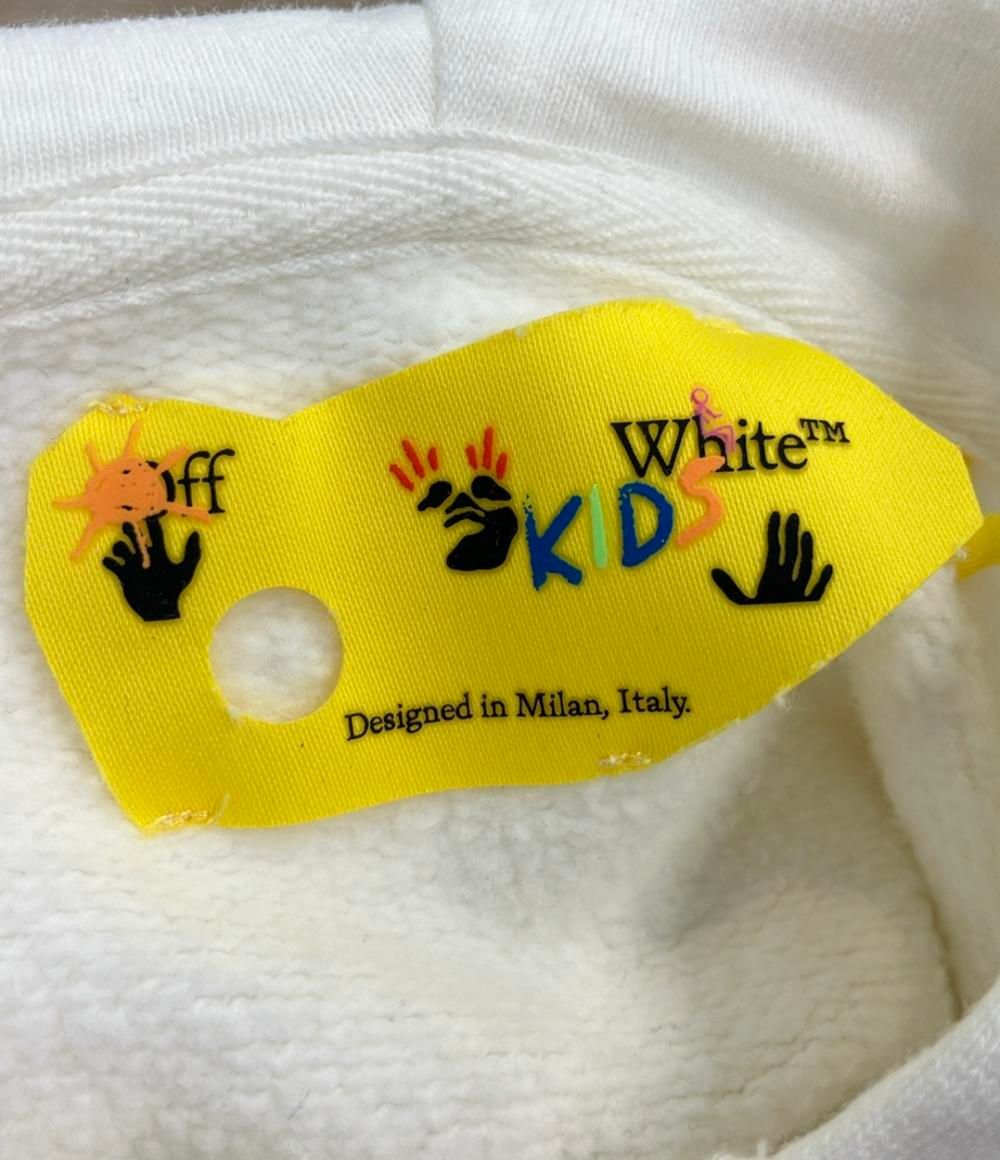 Off White™
KIDS
Designed in Milan, Italy.